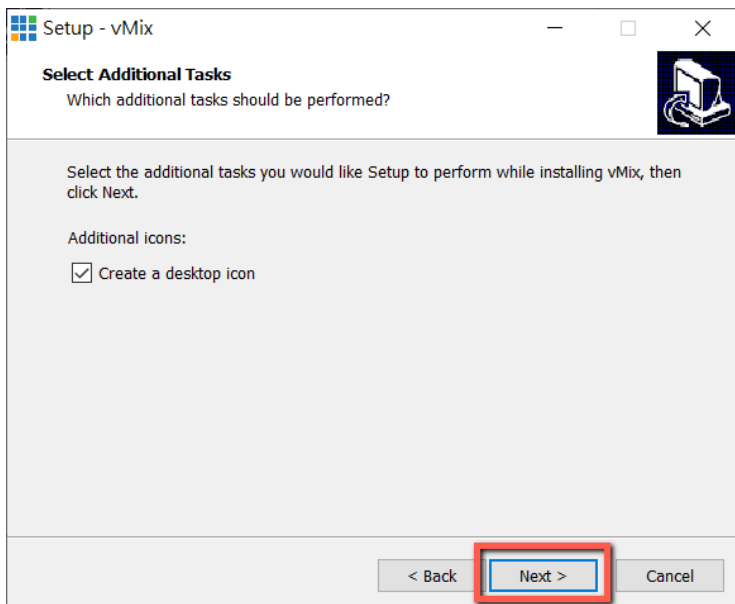 Setup - vMix
Select Additional Tasks
Which additional tasks should be performed?
Select the additional tasks you would like Setup to perform while installing vMix, then
click Next.
Additional icons:
Create a desktop icon
< Back
Next >
Cancel